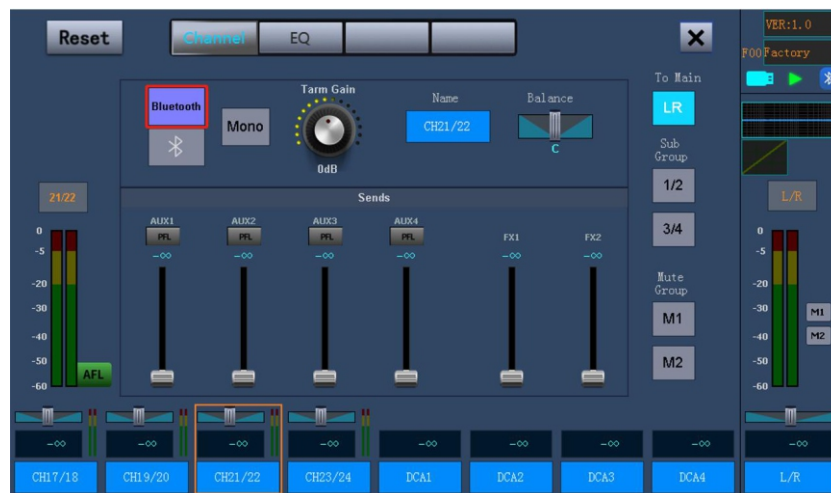 Reset
Channel
EQ
VER:1.0
F00 Factory
Bluetooth
Mono
Tarm Gain
0dB
Name
CH21/22
Balance
C
To Main
LR
Sub
Group
1/2
3/4
Mute
Group
M1
M2
Sends
AUX1 AUX2 AUX3 AUX4
PFL PFL PFL PFL FX1 FX2
-∞ -∞ -∞ -∞ -∞ -∞
21/22
0
-5
-20
-30
-40
-50
-60
AFL
L/R
0
-5
-20
-30
-40
-50
-60
M1
M2
-∞ -∞ -∞ -∞ -∞ -∞ -∞ -∞ -∞
CH17/18 CH19/20 CH21/22 CH23/24 DCA1 DCA2 DCA3 DCA4 L/R